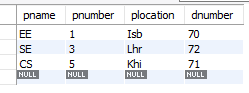 pname pnumber plocation dnumber
EE 1 Isb 70
SE 3 Lhr 72
CS 5 Khi 71
NULL NULL NULL NULL